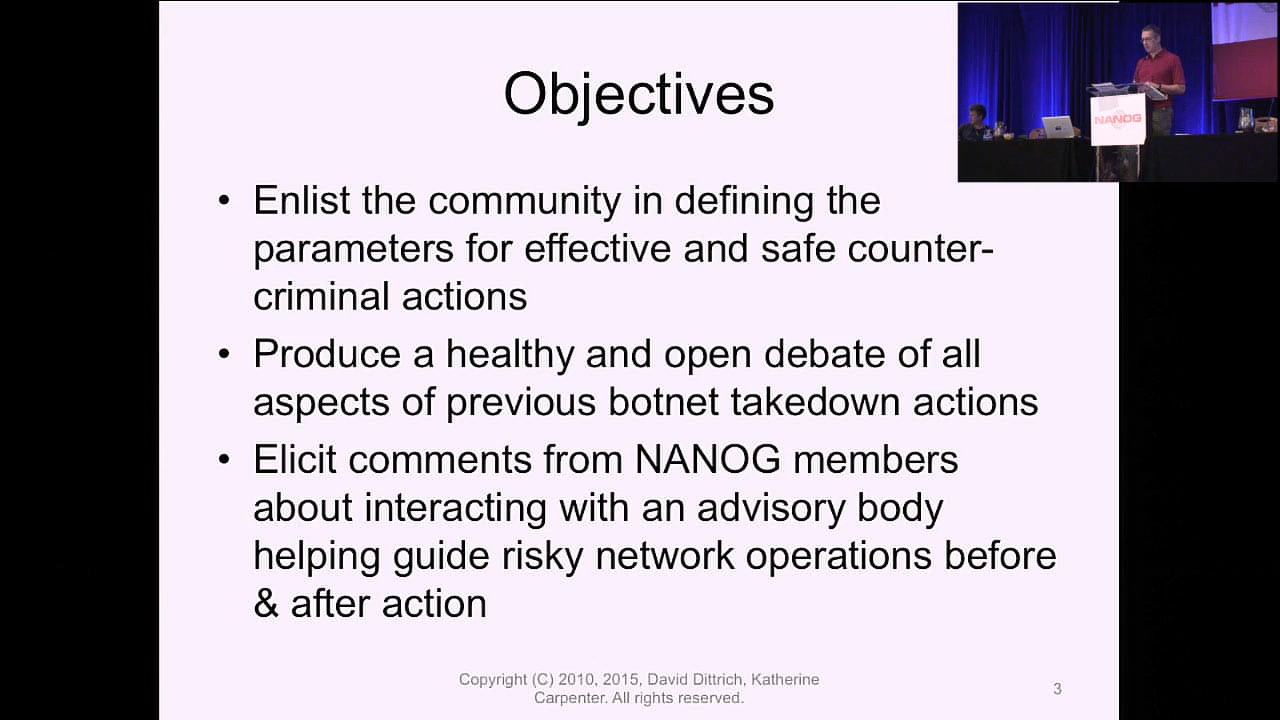 Objectives
NANOG
• Enlist the community in defining the
parameters for effective and safe counter-
criminal actions
• Produce a healthy and open debate of all
aspects of previous botnet takedown actions
• Elicit comments from NANOG members
about interacting with an advisory body
helping guide risky network operations before
& after action
Copyright (C) 2010, 2015, David Dittrich, Katherine
Carpenter. All rights reserved.
3